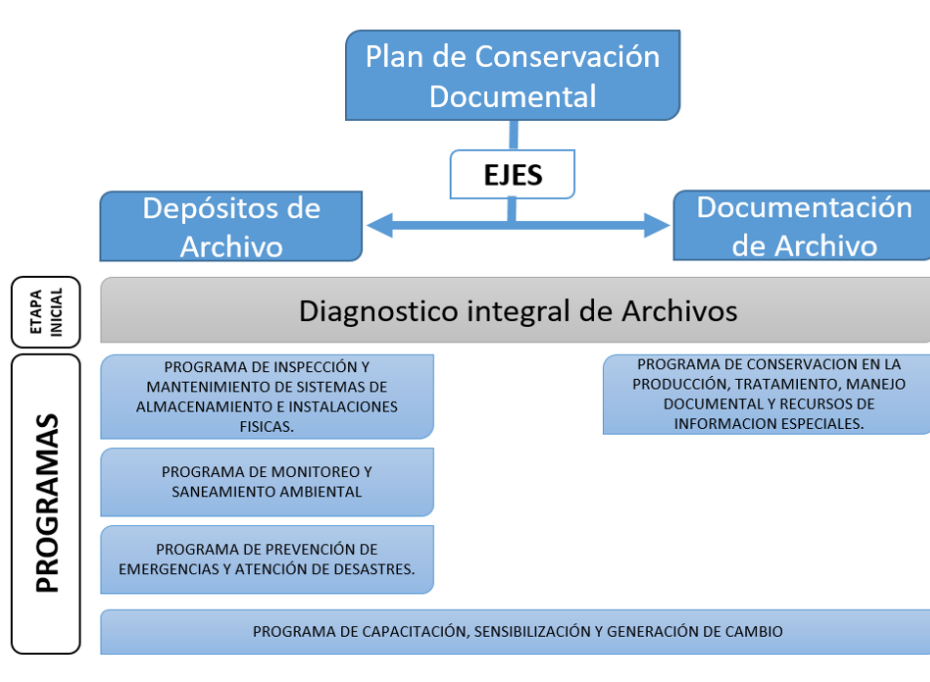 Plan de Conservación
Documental
EJES
Depósitos de
Archivo
Documentación
de Archivo
ETAPA
INICIAL
Diagnostico integral de Archivos
PROGRAMAS
PROGRAMA DE INSPECCIÓN Y
MANTENIMIENTO DE SISTEMAS DE
ALMACENAMIENTO E INSTALACIONES
FISICAS.
PROGRAMA DE CONSERVACION EN LA
PRODUCCIÓN, TRATAMIENTO, MANEJO
DOCUMENTAL Y RECURSOS DE
INFORMACION ESPECIALES.
PROGRAMA DE MONITOREO Y
SANEAMIENTO AMBIENTAL
PROGRAMA DE PREVENCIÓN DE
EMERGENCIAS Y ATENCIÓN DE DESASTRES.
PROGRAMA DE CAPACITACIÓN, SENSIBILIZACIÓN Y GENERACIÓN DE CAMBIO